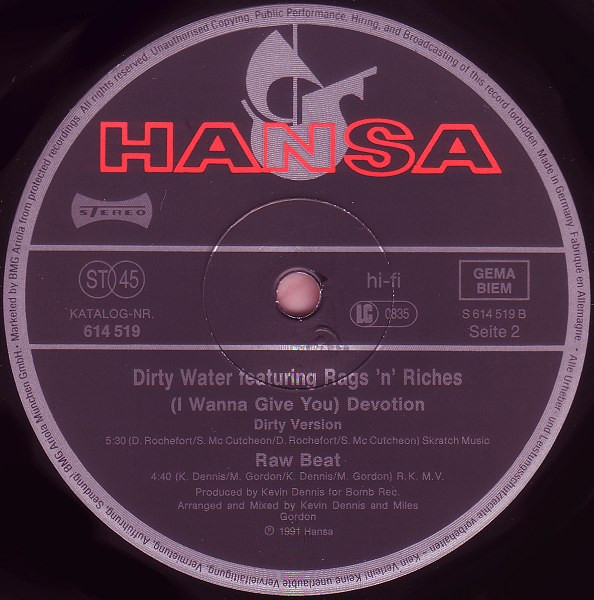 HANSA
STEREO
ST 45
hi-fi
GEMA
BIEM
KATALOG-NR.
614 519
LC 0835
S 614 519 B
Seite 2
Dirty Water featuring Rags 'n' Riches
(I Wanna Give You) Devotion
Dirty Version
5:30 (D. Rochefort/S. Mc Cutcheon/D. Rochefort/S. Mc Cutcheon) Skratch Music
Raw Beat
4:40 (K. Dennis/M. Gordon/K. Dennis/M. Gordon) R.K. M.V.
Produced by Kevin Dennis for Bomb Rec.
Arranged and Mixed by Kevin Dennis and Miles
Gordon
℗ 1991 Hansa
Marketed by BMG Ariola from protected recordings. All rights reserved. Unauthorised Copying, Public Performance, Hiring, and Broadcasting of this record forbidden. Made in Germany. Fabriqué en Allemagne. • Alle Urheber- und Leistungsschutzrechte vorbehalten – Kein Verleih! Keine unerlaubte Vervielfältigung, Vermietung, Aufführung, Sendung! BMG Ariola München GmbH •